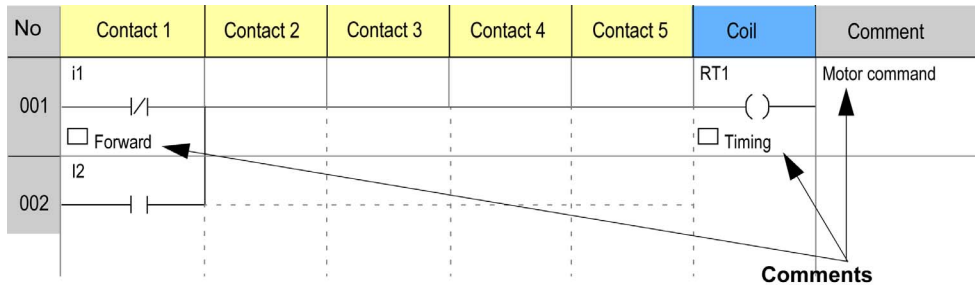 No Contact 1 Contact 2 Contact 3 Contact 4 Contact 5 Coil Comment
i1 RT1 Motor command
001
Forward Timing
I2
002
Comments